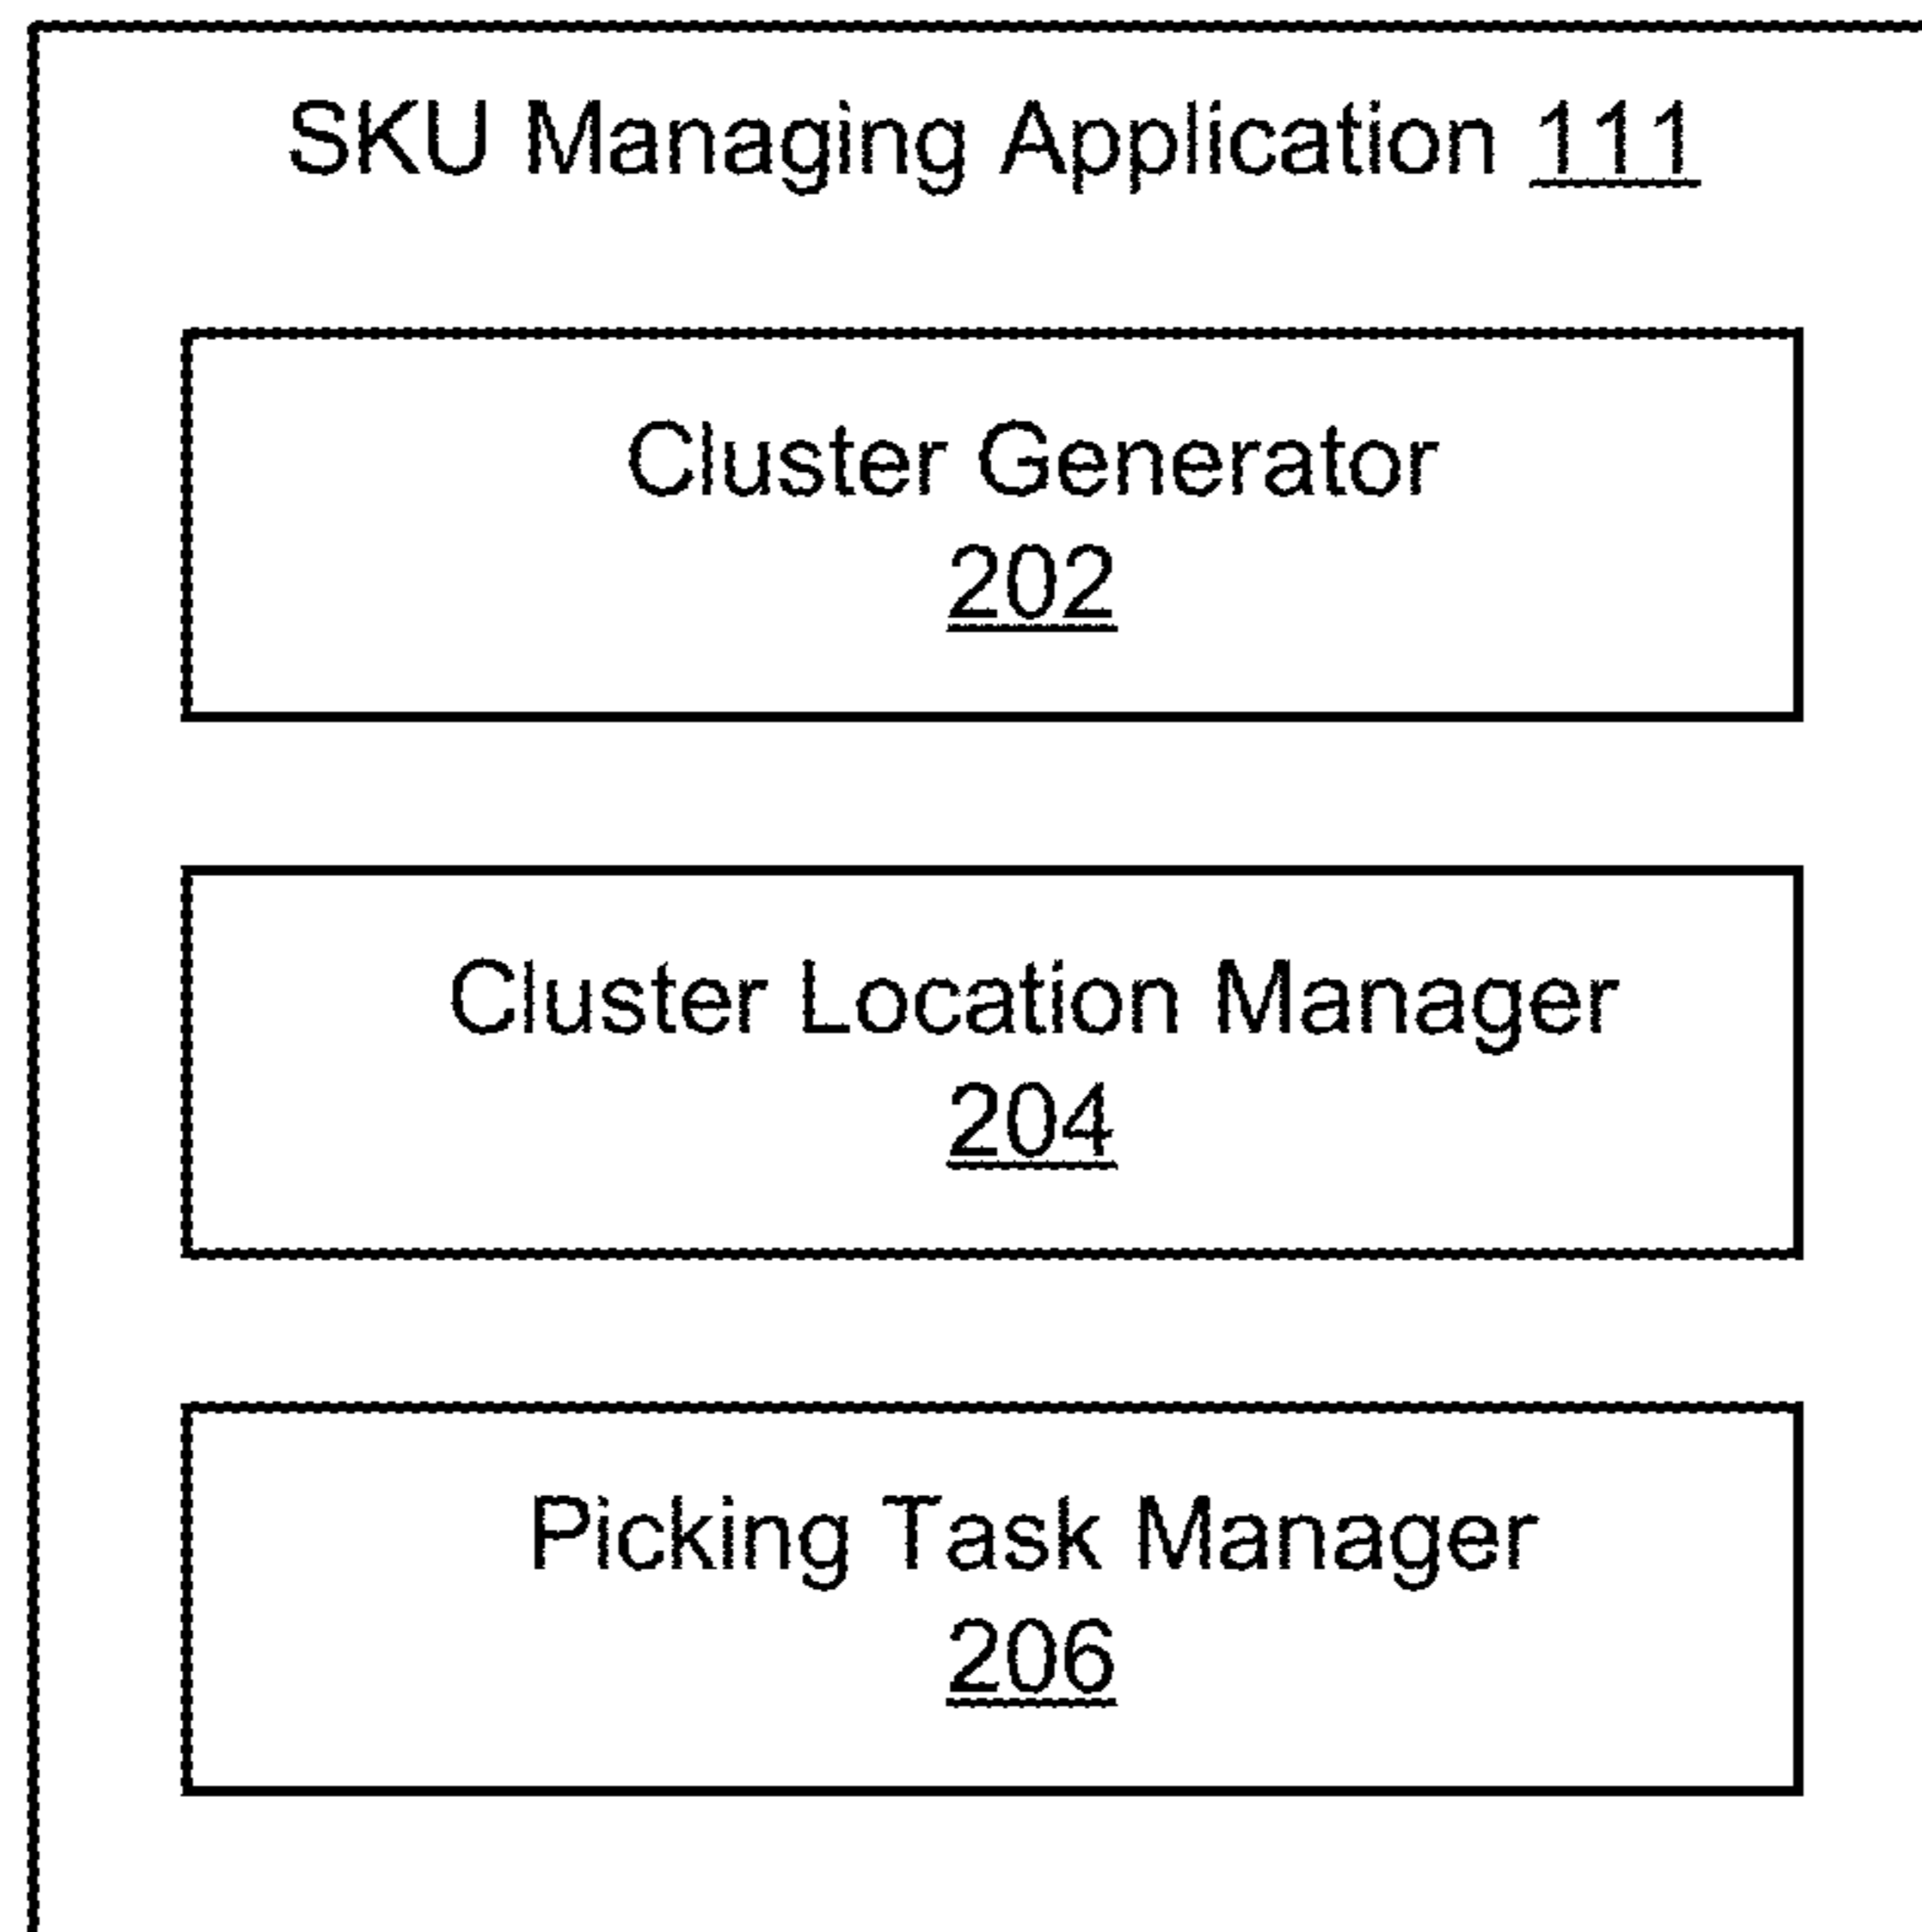 SKU Managing Application 111
Cluster Generator
202
Cluster Location Manager
204
Picking Task Manager
206